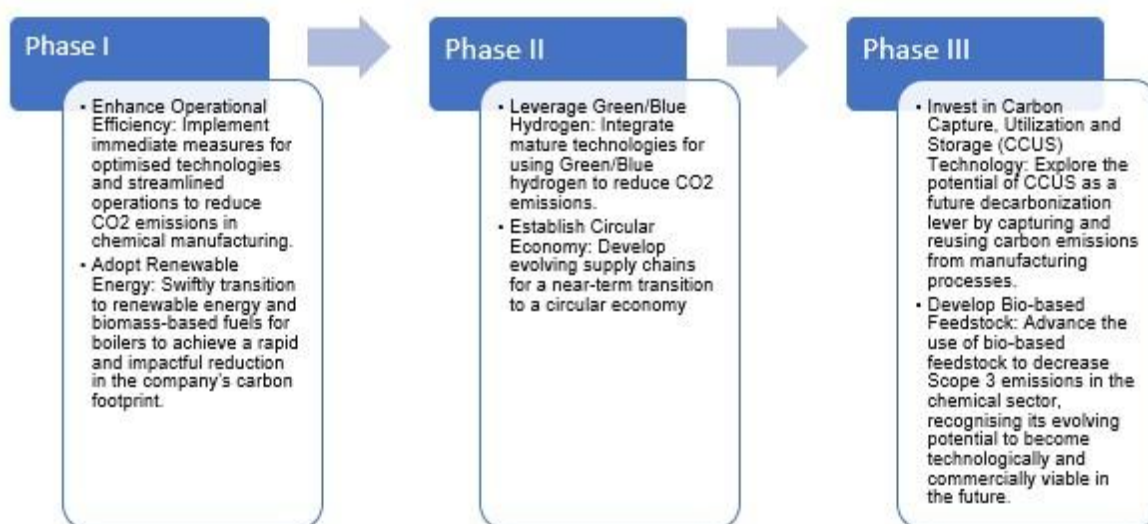 Phase I
• Enhance Operational
Efficiency: Implement
immediate measures for
optimised technologies
and streamlined
operations to reduce
CO2 emissions in
chemical manufacturing.
• Adopt Renewable
Energy: Swiftly transition
to renewable energy and
biomass-based fuels for
boilers to achieve a rapid
and impactful reduction
in the company's carbon
footprint.
Phase II
• Leverage Green/Blue
Hydrogen: Integrate
mature technologies for
using Green/Blue
hydrogen to reduce CO2
emissions.
• Establish Circular
Economy: Develop
evolving supply chains
for a near-term transition
to a circular economy
Phase III
• Invest in Carbon
Capture, Utilization and
Storage (CCUS)
Technology: Explore the
potential of CCUS as a
future decarbonization
lever by capturing and
reusing carbon emissions
from manufacturing
processes.
• Develop Bio-based
Feedstock: Advance the
use of bio-based
feedstock to decrease
Scope 3 emissions in the
chemical sector,
recognising its evolving
potential to become
technologically and
commercially viable in
the future.